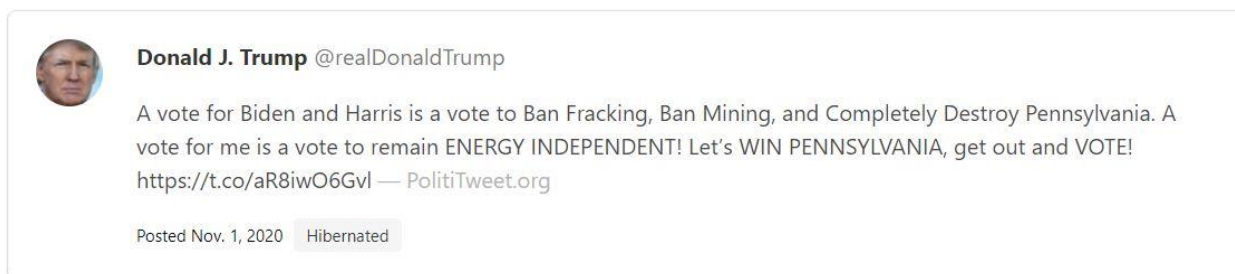 Donald J. Trump @realDonaldTrump
A vote for Biden and Harris is a vote to Ban Fracking, Ban Mining, and Completely Destroy Pennsylvania. A
vote for me is a vote to remain ENERGY INDEPENDENT! Let’s WIN PENNSYLVANIA, get out and VOTE!
https://t.co/aR8iwO6Gvl — PolitiTweet.org
Posted Nov. 1, 2020 Hibernated